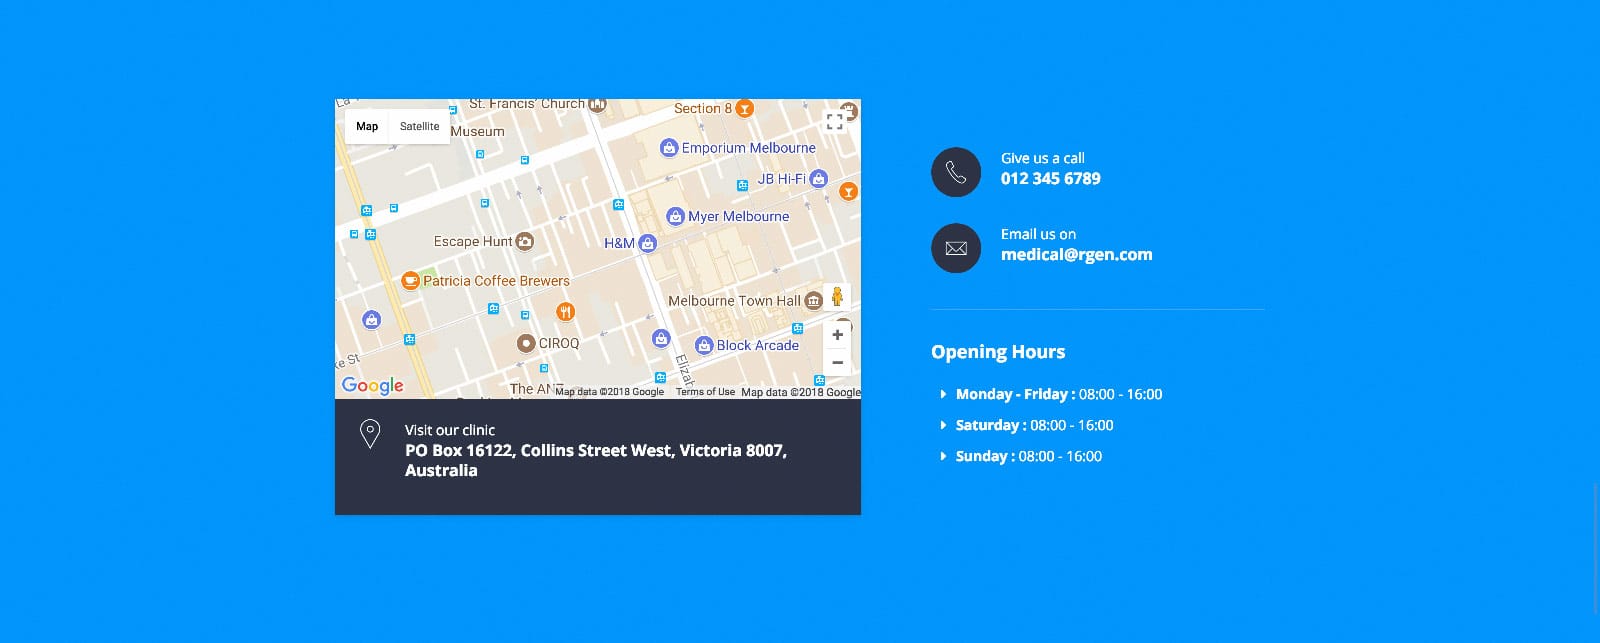 St. Francis' Church
Section 8
Map
Satellite
Museum
Emporium Melbourne
JB Hi-Fi
Myer Melbourne
Escape Hunt
H&M
Patricia Coffee Brewers
Melbourne Town Hall
CIROQ
Block Arcade
Google
Map data ©2018 Google
Terms of Use
Map data ©2018 Google
Visit our clinic
PO Box 16122, Collins Street West, Victoria 8007,
Australia
Give us a call
012 345 6789
Email us on
medical@rgen.com
Opening Hours
Monday - Friday : 08:00 - 16:00
Saturday : 08:00 - 16:00
Sunday : 08:00 - 16:00